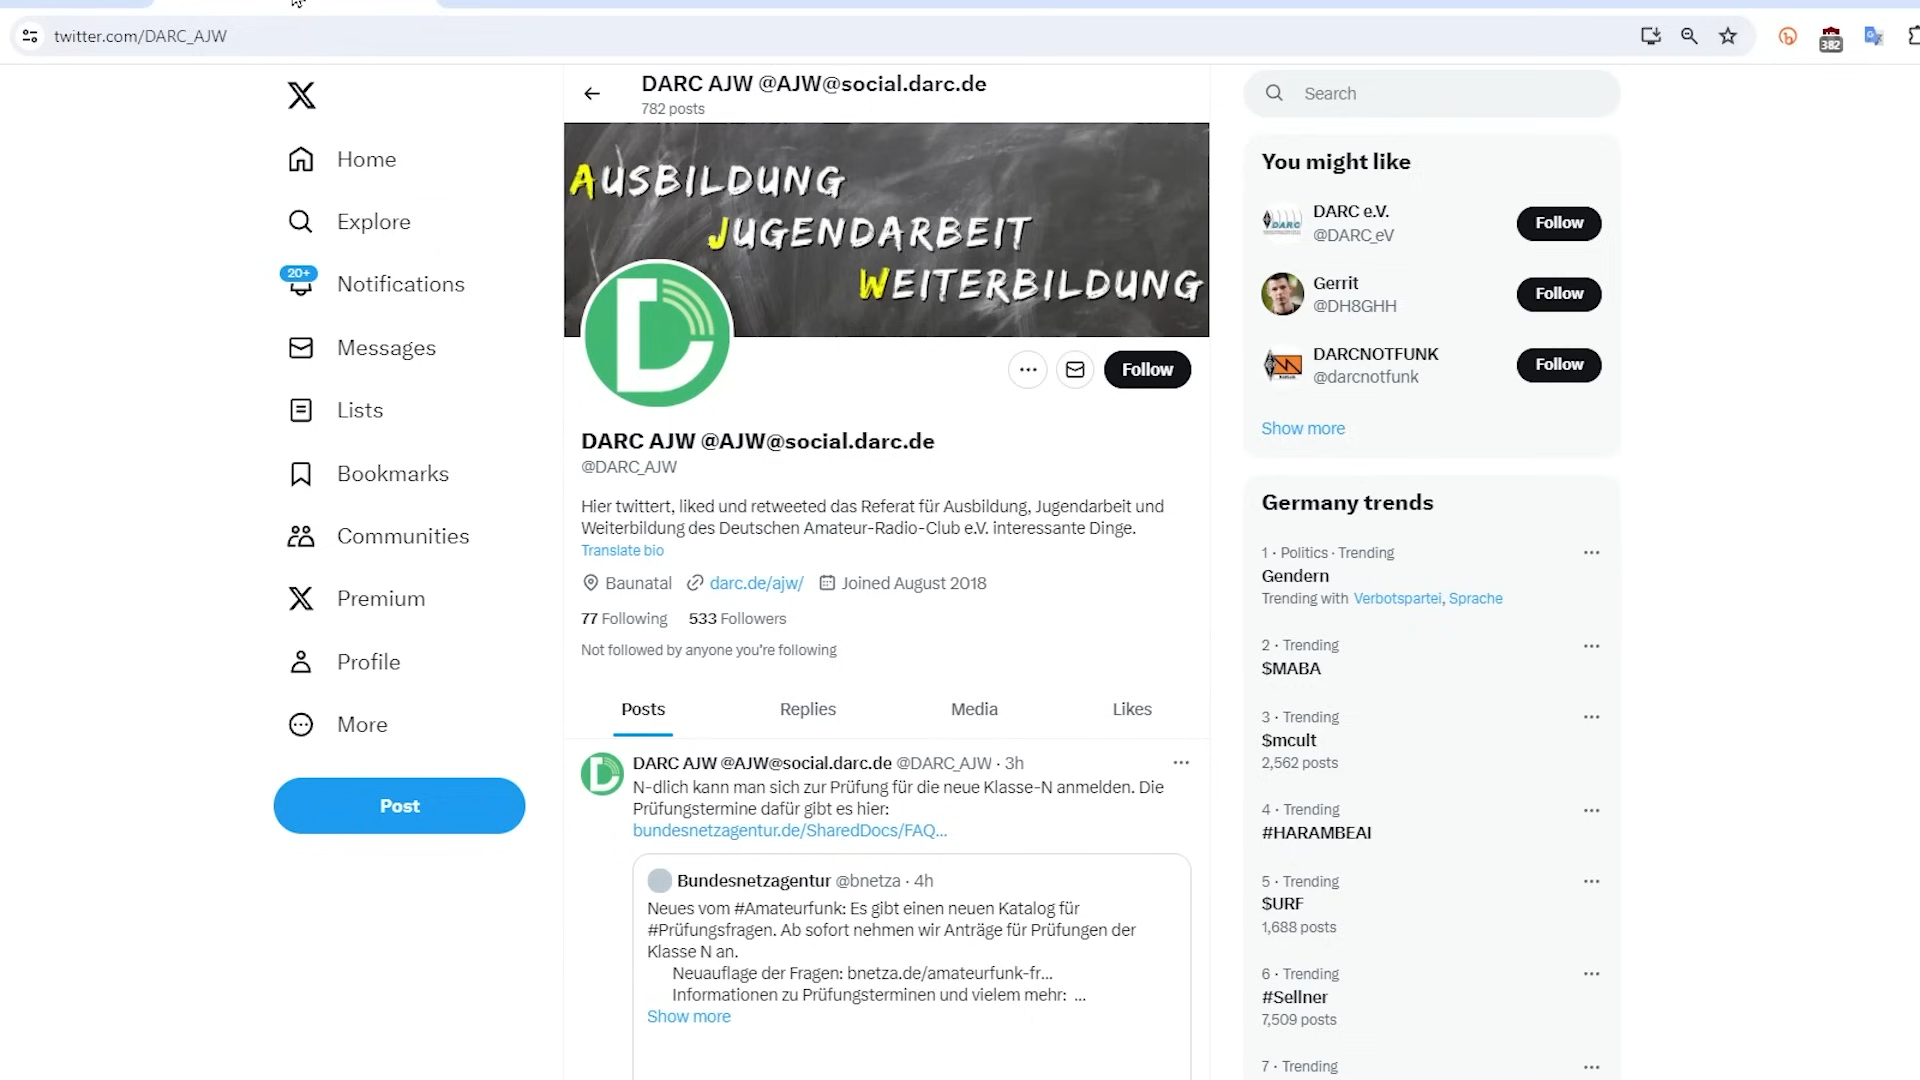 twitter.com/DARC_AJW
382
Home
Explore
20+
Notifications
Messages
Lists
Bookmarks
Communities
Premium
Profile
More
Post
DARC AJW @AJW@social.darc.de
782 posts
AUSBILDUNG
JUGENDARBEIT
WEITERBILDUNG
Follow
DARC AJW @AJW@social.darc.de
@DARC_AJW
Hier twittert, liked und retweeted das Referat für Ausbildung, Jugendarbeit und
Weiterbildung des Deutschen Amateur-Radio-Club e.V. interessante Dinge.
Translate bio
Baunatal darc.de/ajw/ Joined August 2018
77 Following 533 Followers
Not followed by anyone you're following
Posts Replies Media Likes
DARC AJW @AJW@social.darc.de @DARC_AJW · 3h
N-dlich kann man sich zur Prüfung für die neue Klasse-N anmelden. Die
Prüfungstermine dafür gibt es hier:
bundesnetzagentur.de/SharedDocs/FAQ...
Bundesnetzagentur @bnetza · 4h
Neues vom #Amateurfunk: Es gibt einen neuen Katalog für
#Prüfungsfragen. Ab sofort nehmen wir Anträge für Prüfungen der
Klasse N an.
Neuauflage der Fragen: bnetza.de/amateurfunk-fr...
Informationen zu Prüfungsterminen und vielem mehr: ...
Show more
Search
You might like
DARC
DARC e.V.
@DARC_eV
Follow
Gerrit
@DH8GHH
Follow
DARCNOTFUNK
@darcnotfunk
Follow
Show more
Germany trends
1 · Politics · Trending
Gendern
Trending with Verbotspartei, Sprache
2 · Trending
$MABA
3 · Trending
$mcult
2,562 posts
4 · Trending
#HARAMBEAI
5 · Trending
$URF
1,688 posts
6 · Trending
#Sellner
7,509 posts
7 · Trending